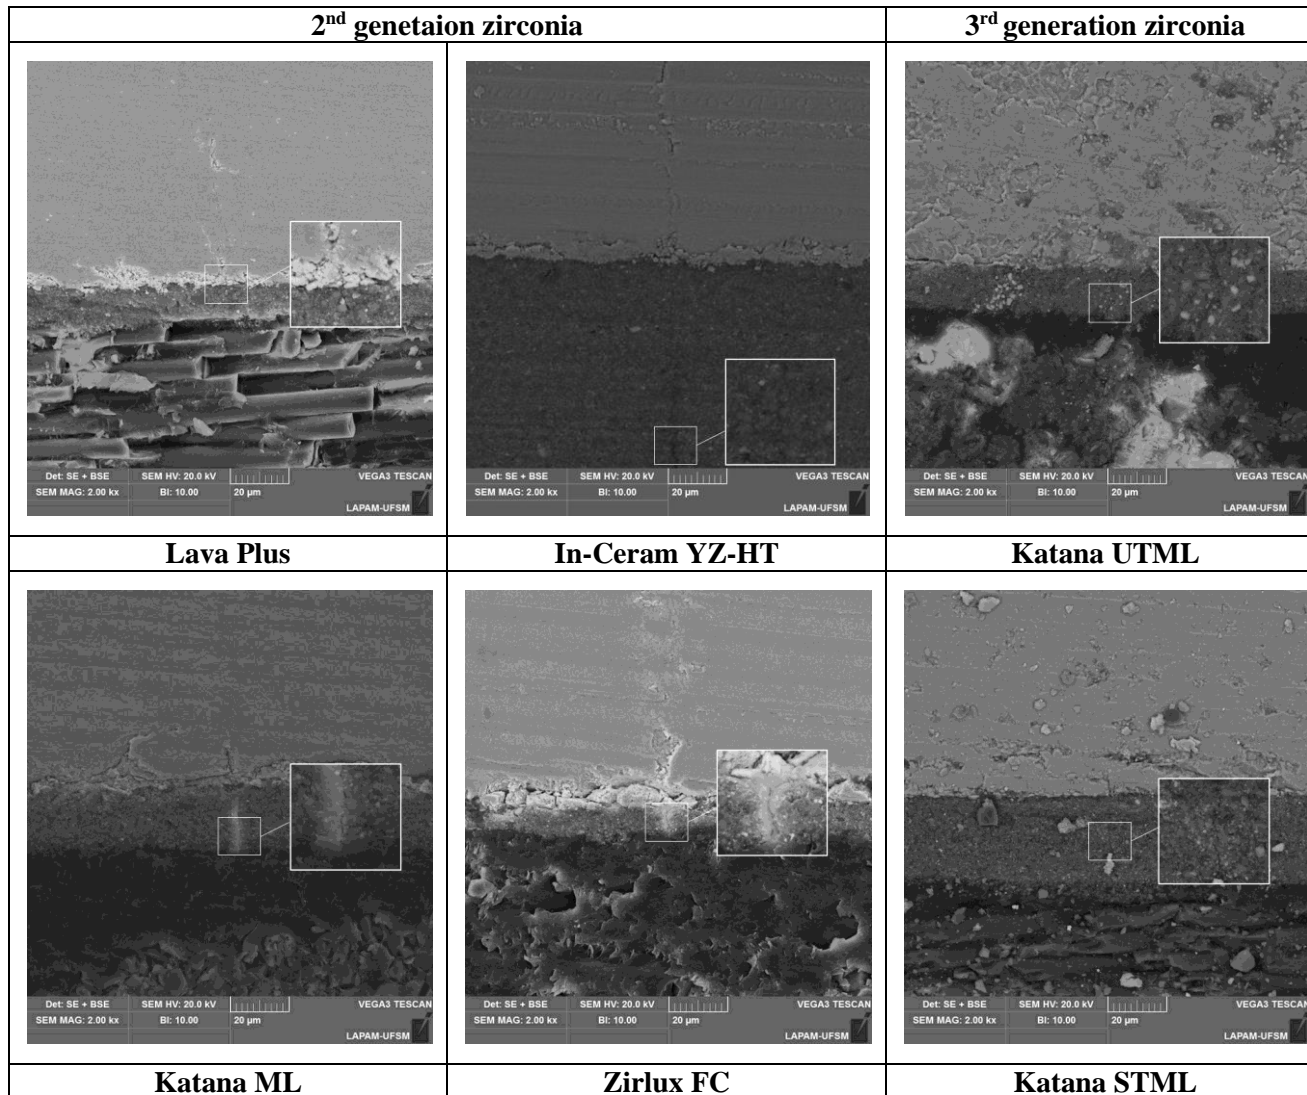 2nd genetaion zirconia
3rd generation zirconia
Det: SE + BSE SEM HV: 20.0 kV VEGA3 TESCAN
SEM MAG: 2.00 kx BI: 10.00 20 µm
LAPAM-UFSM
Det: SE + BSE SEM HV: 20.0 kV VEGA3 TESCAN
SEM MAG: 2.00 kx BI: 10.00 20 µm
LAPAM-UFSM
Det: SE + BSE SEM HV: 20.0 kV VEGA3 TESCAN
SEM MAG: 2.00 kx BI: 10.00 20 µm
LAPAM-UFSM
Lava Plus
In-Ceram YZ-HT
Katana UTML
Det: SE + BSE SEM HV: 20.0 kV VEGA3 TESCAN
SEM MAG: 2.00 kx BI: 10.00 20 µm
LAPAM-UFSM
Det: SE + BSE SEM HV: 20.0 kV VEGA3 TESCAN
SEM MAG: 2.00 kx BI: 10.00 20 µm
LAPAM-UFSM
Det: SE + BSE SEM HV: 20.0 kV VEGA3 TESCAN
SEM MAG: 2.00 kx BI: 10.00 20 µm
LAPAM-UFSM
Katana ML
Zirlux FC
Katana STML